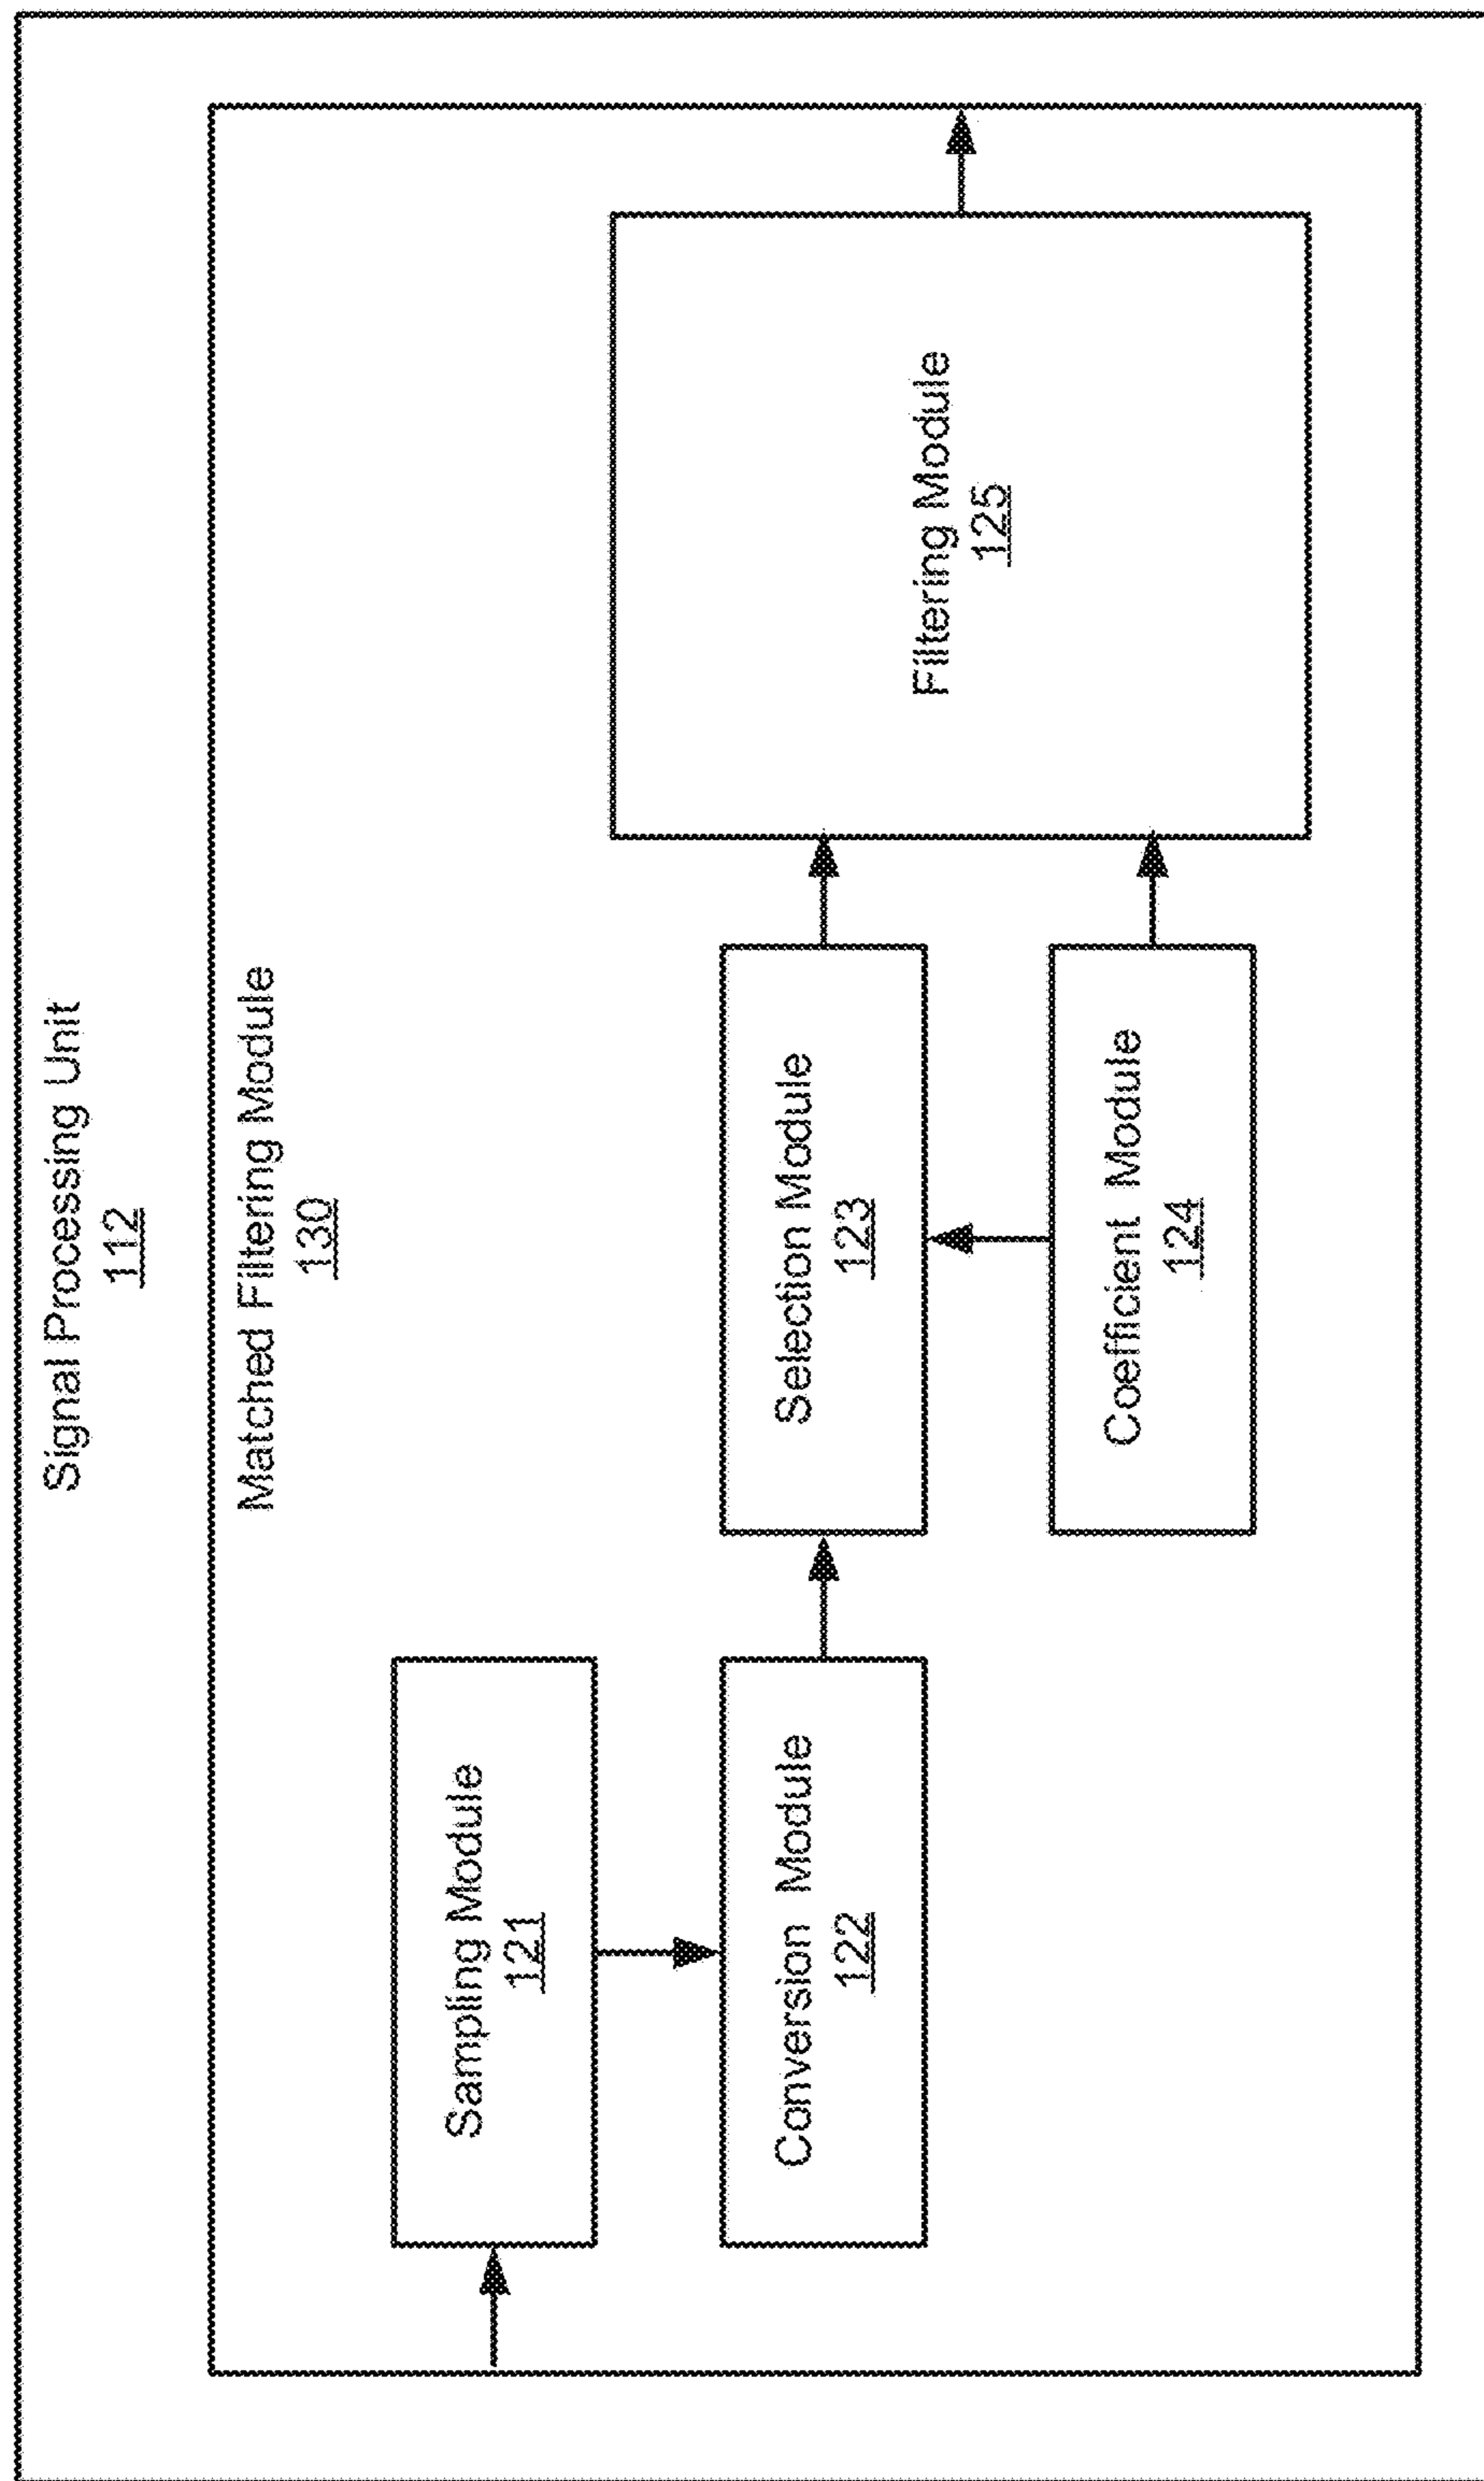 Signal Processing Unit
112
Matched Filtering Module
130
Sampling Module
121
Conversion Module
122
Selection Module
123
Coefficient Module
124
Filtering Module
125